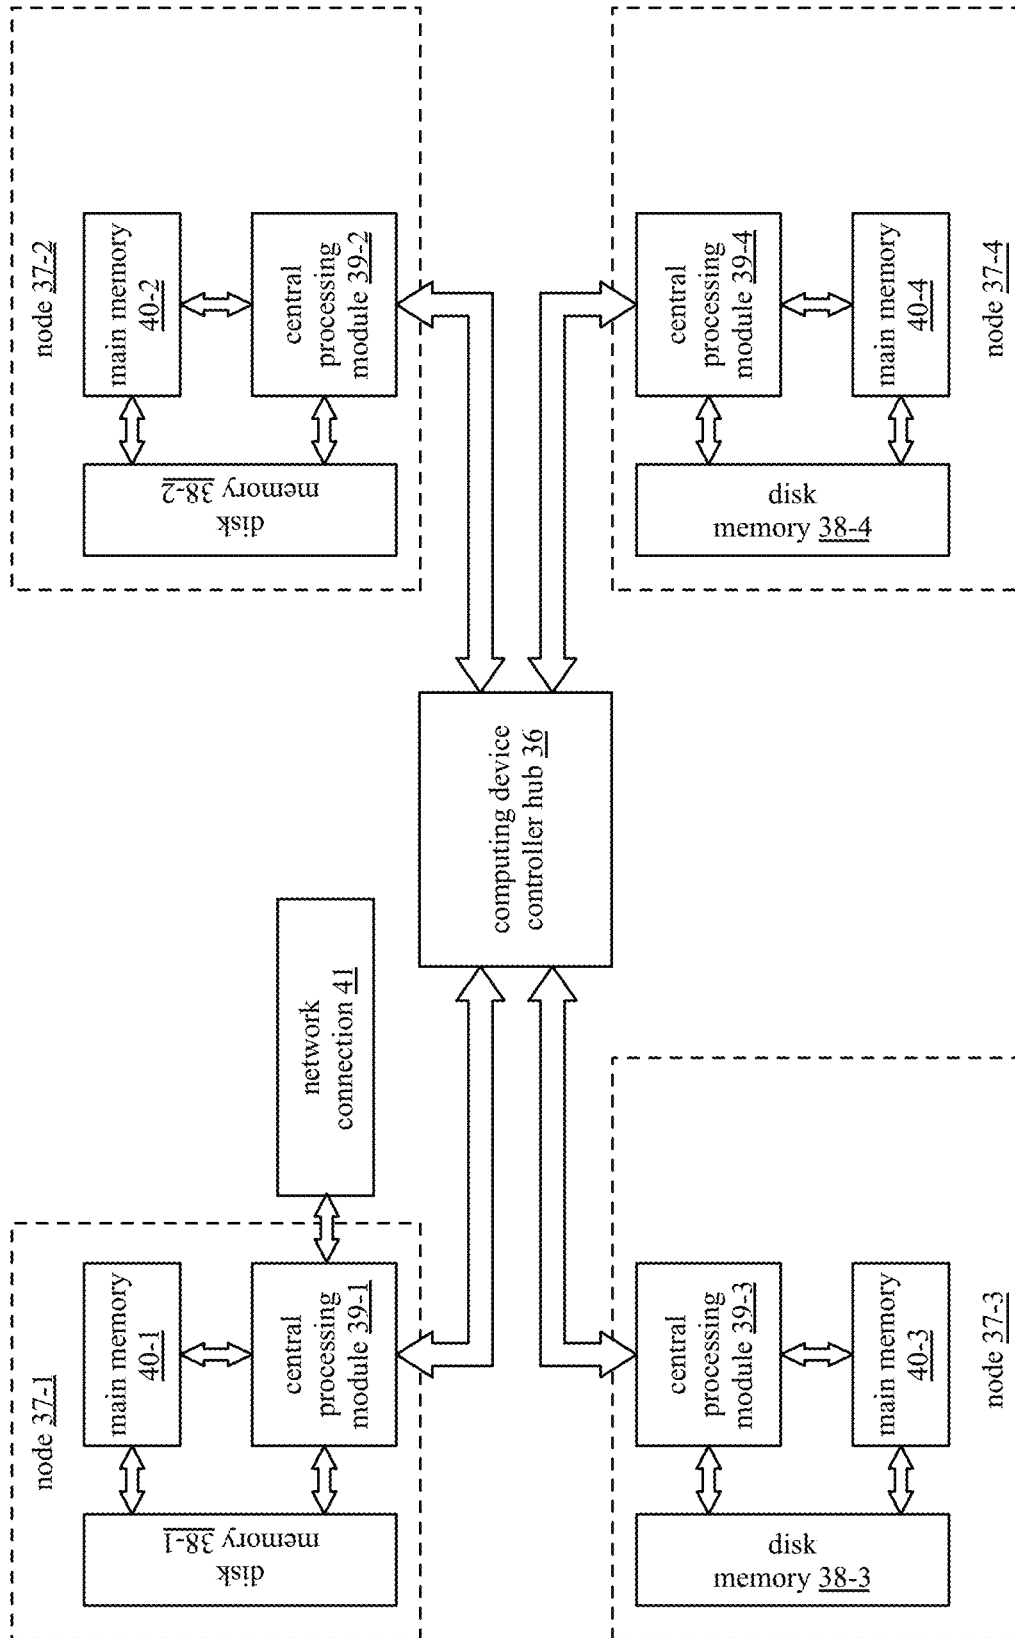 node 37-1
main memory
40-1
central
processing
module 39-1
disk
memory 38-1
network
connection 41
node 37-2
main memory
40-2
central
processing
module 39-2
disk
memory 38-2
computing device
controller hub 36
central
processing
module 39-3
main memory
40-3
disk
memory 38-3
node 37-3
central
processing
module 39-4
main memory
40-4
disk
memory 38-4
node 37-4